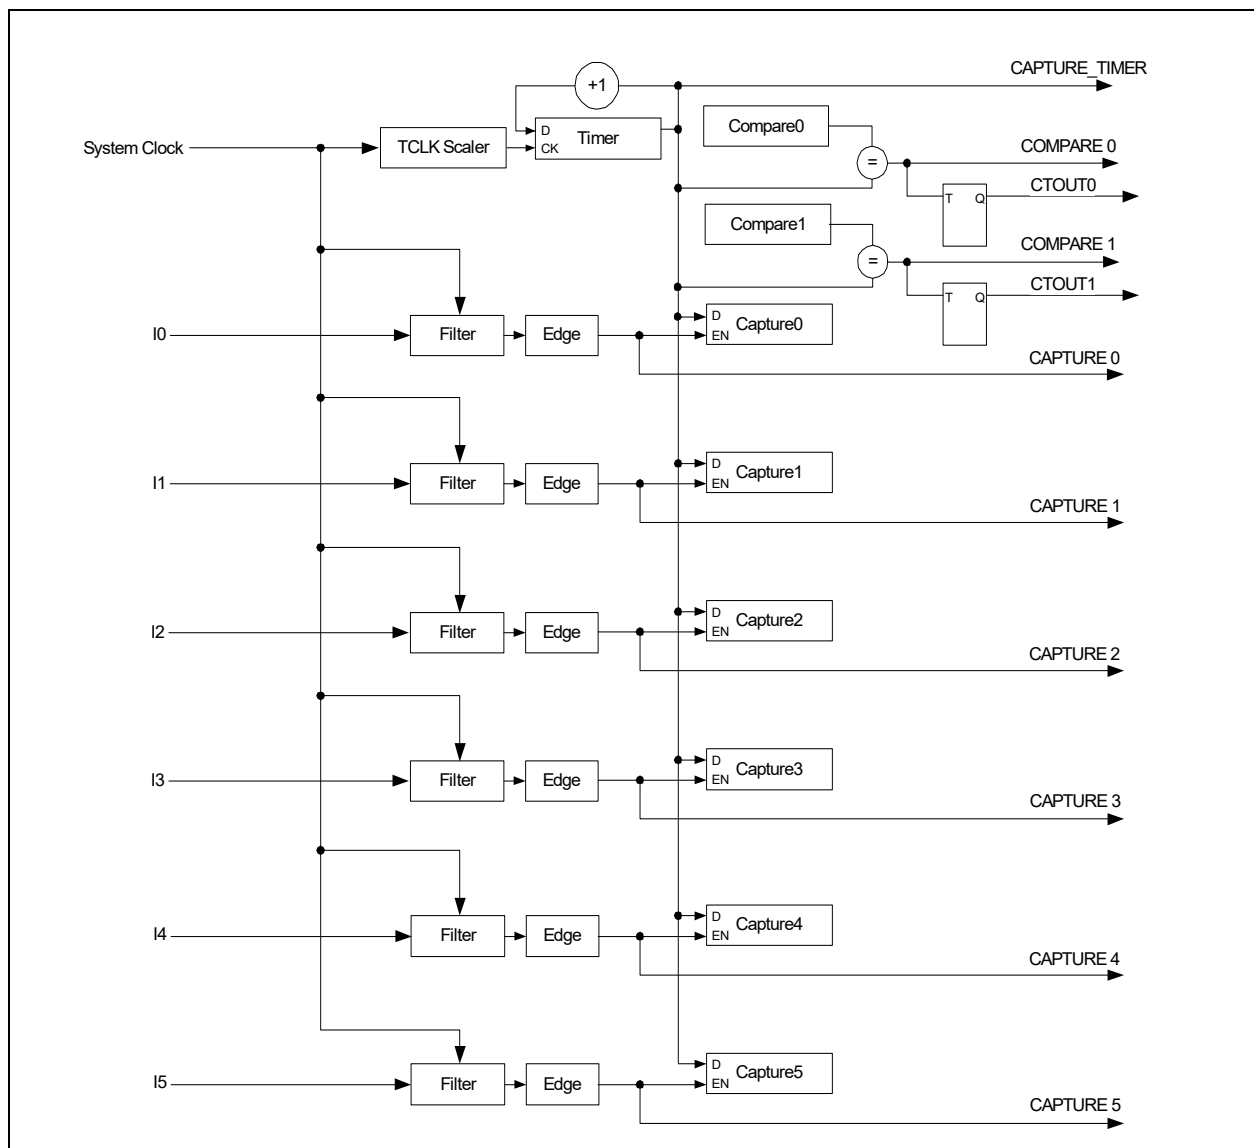 CAPTURE_TIMER
+1
D
CK
Timer
Compare0
System Clock
TCLK Scaler
=
COMPARE 0
T
Q
CTOUT0
Compare1
=
COMPARE 1
T
Q
CTOUT1
I0
Filter
Edge
D
EN
Capture0
CAPTURE 0
I1
Filter
Edge
D
EN
Capture1
CAPTURE 1
I2
Filter
Edge
D
EN
Capture2
CAPTURE 2
I3
Filter
Edge
D
EN
Capture3
CAPTURE 3
I4
Filter
Edge
D
EN
Capture4
CAPTURE 4
I5
Filter
Edge
D
EN
Capture5
CAPTURE 5